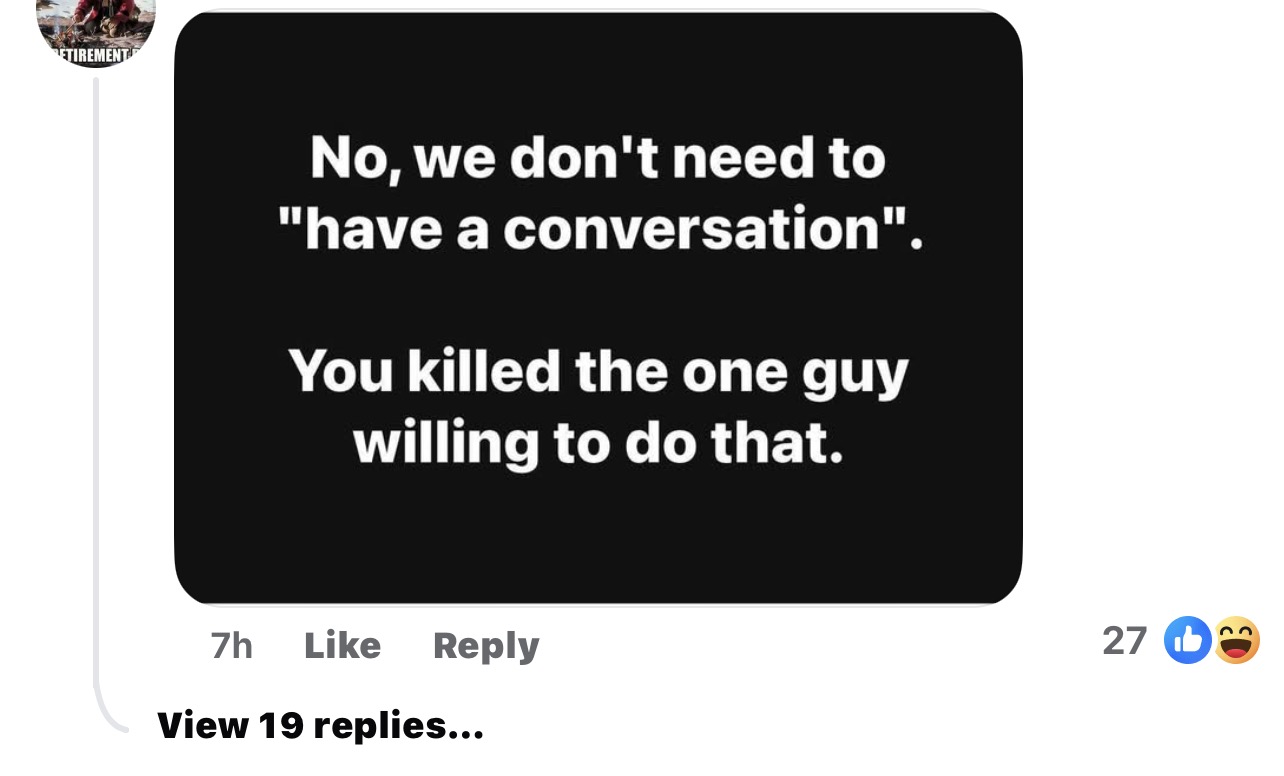 No, we don't need to
"have a conversation".
You killed the one guy
willing to do that.
7h Like Reply 27
View 19 replies...